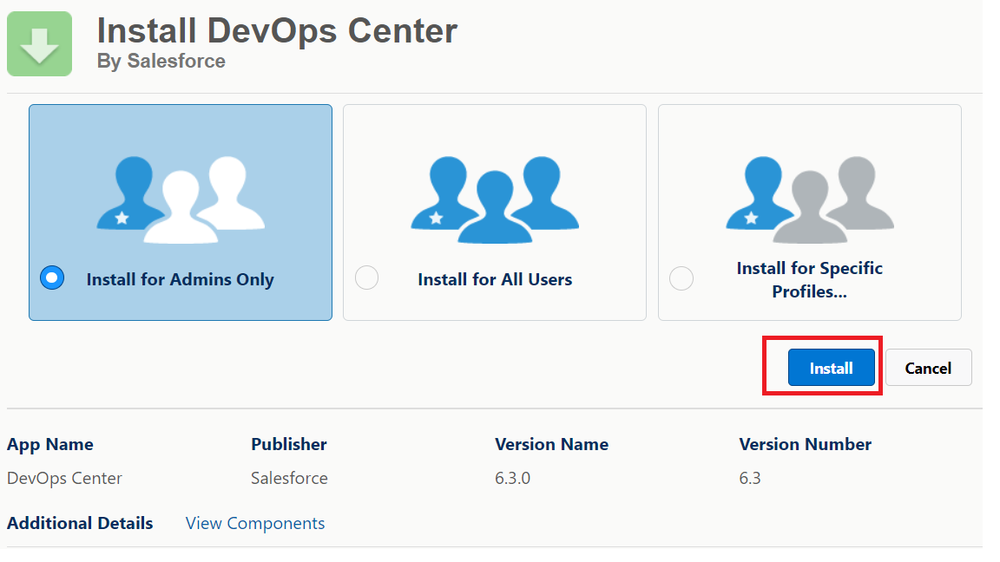 Install DevOps Center
By Salesforce
Install for Admins Only
Install for All Users
Install for Specific
Profiles...
Install
Cancel
App Name
Publisher
Version Name
Version Number
DevOps Center
Salesforce
6.3.0
6.3
Additional Details
View Components